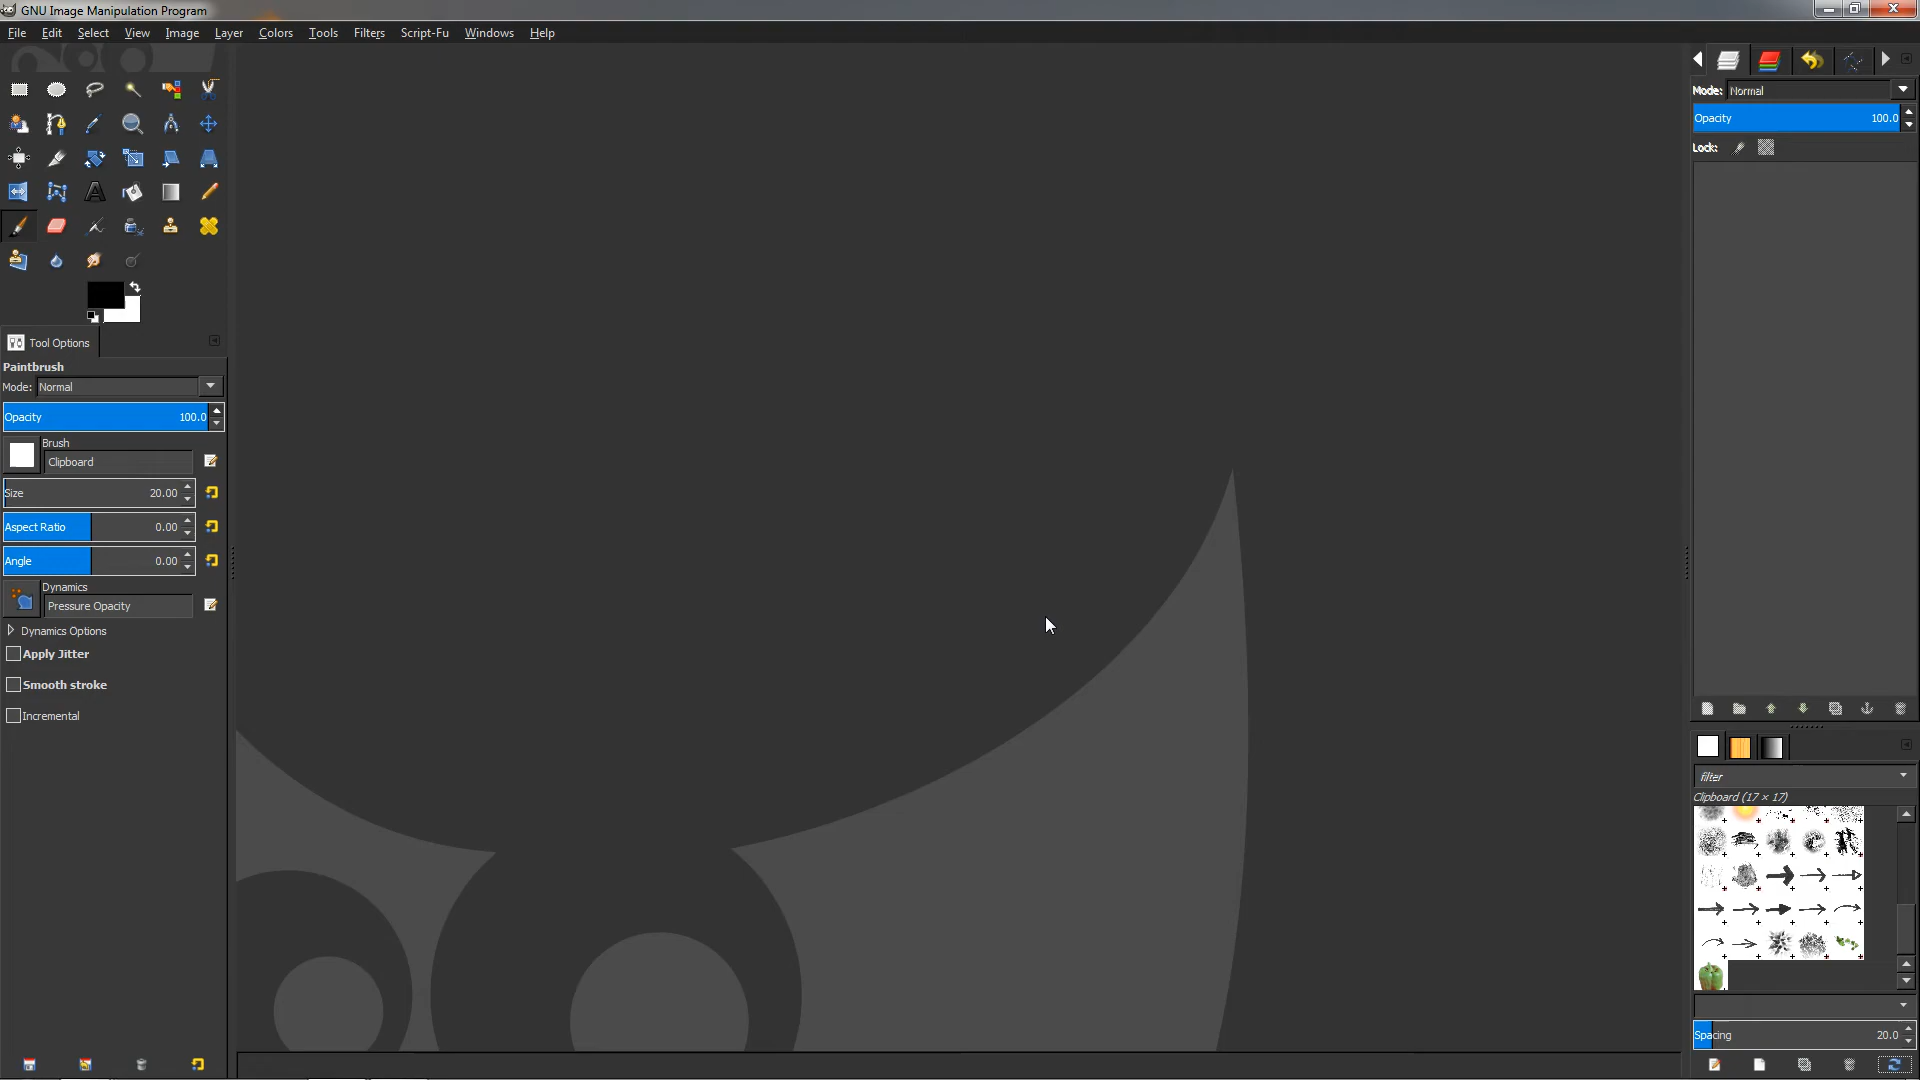 GNU Image Manipulation Program
File Edit Select View Image Layer Colors Tools Filters Script-Fu Windows Help
Tool Options
Paintbrush
Mode: Normal
Opacity 100.0
Brush
Clipboard
Size 20.00
Aspect Ratio 0.00
Angle 0.00
Dynamics
Pressure Opacity
Dynamics Options
Apply Jitter
Smooth stroke
Incremental
Mode: Normal
Opacity 100.0
Lock:
filter
Clipboard (17 × 17)
Spacing 20.0